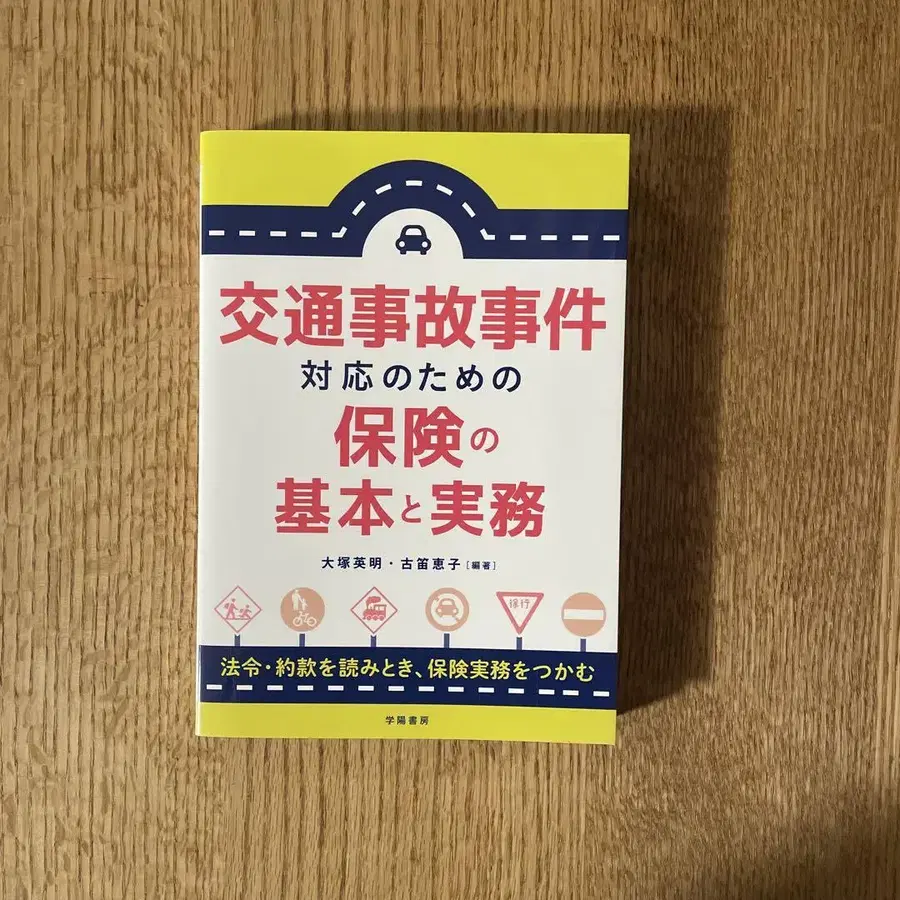 交通事故事件
対応のための
保険の
基本と実務
大塚英明・古笛恵子[編著]
徐行
法令・約款を読みとき、保険実務をつかむ
学陽書房